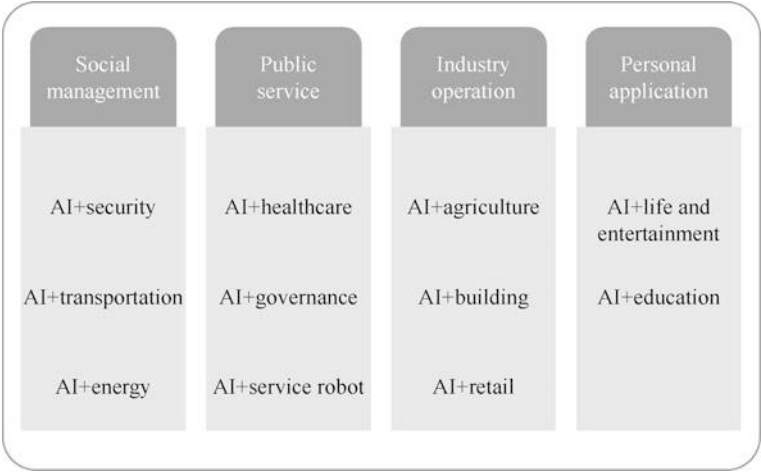 Social
management
AI+security
AI+transportation
AI+energy
Public
service
AI+healthcare
AI+governance
AI+service robot
Industry
operation
AI+agriculture
AI+building
AI+retail
Personal
application
AI+life and
entertainment
AI+education